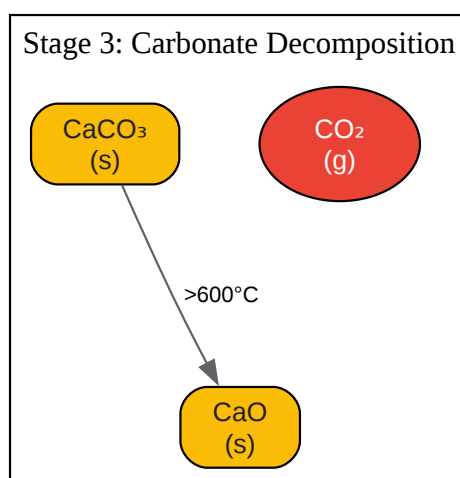 Stage 3: Carbonate Decomposition
CaCO₃
(s)
CO₂
(g)
>600°C
CaO
(s)